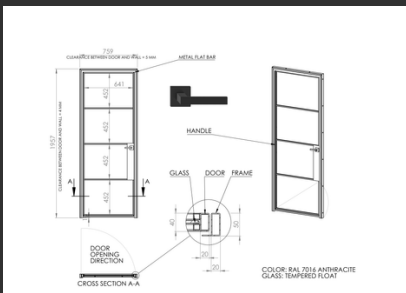 759
CLEARANCE BETWEEN DOOR AND WALL = 5 MM
METAL FLAT BAR
641
452
452
452
452
1957
CLEARANCE BETWEEN DOOR AND WALL = 4 MM
HANDLE
A
A
GLASS
DOOR
FRAME
40
50
20
20
DOOR
OPENING
DIRECTION
CROSS SECTION A-A
COLOR: RAL 7016 ANTHRACITE
GLASS: TEMPERED FLOAT